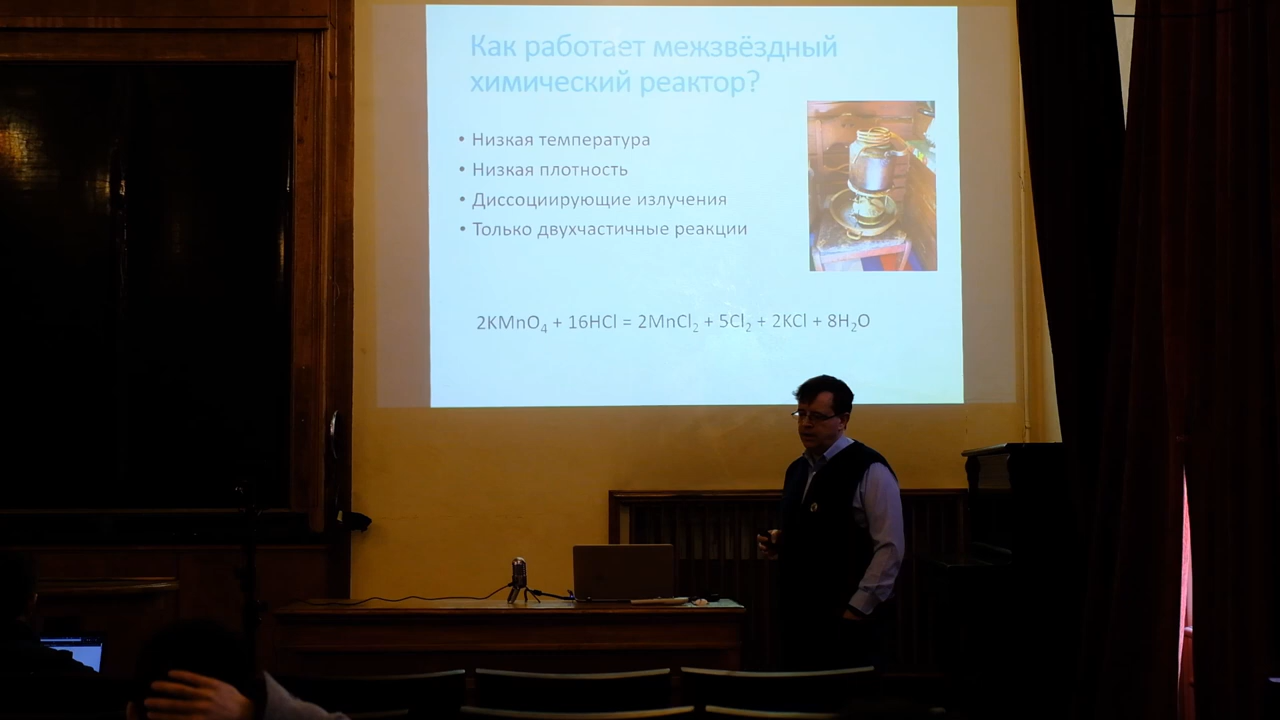 Как работает межзвёздный
химический реактор?
• Низкая температура
• Низкая плотность
• Диссоциирующие излучения
• Только двухчастичные реакции
2KMnO₄ + 16HCl = 2MnCl₂ + 5Cl₂ + 2KCl + 8H₂O